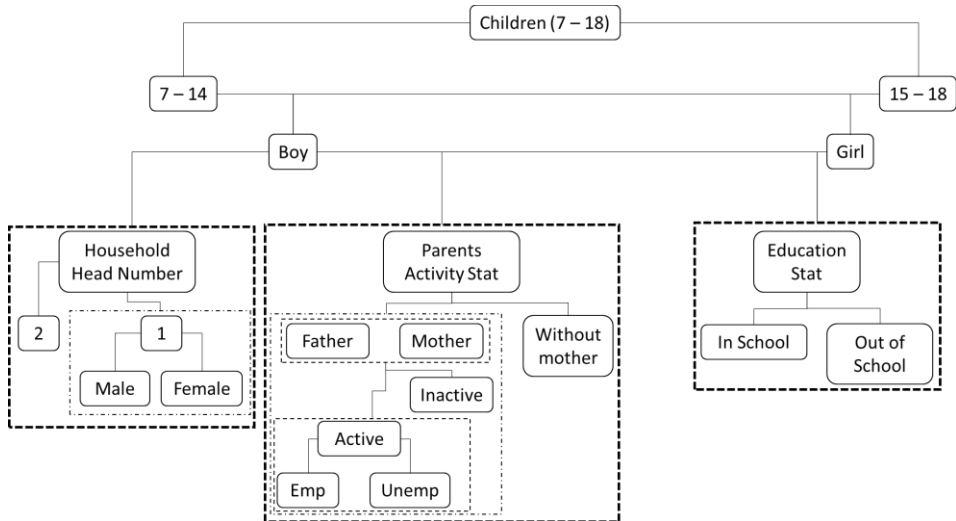 Children (7 – 18)
7 – 14
15 – 18
Boy
Girl
Household
Head Number
Parents
Activity Stat
Education
Stat
2
1
Father
Mother
Without
mother
In School
Out of
School
Male
Female
Inactive
Active
Emp
Unemp